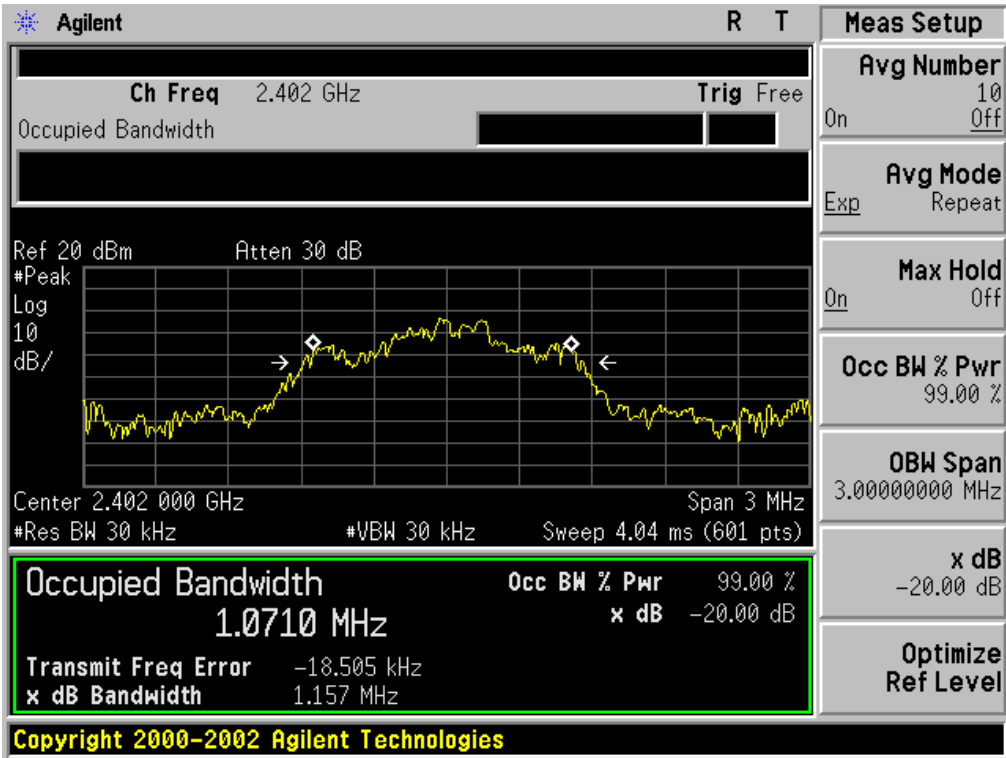 Agilent R T
Ch Freq 2.402 GHz Trig Free
Occupied Bandwidth
Ref 20 dBm Atten 30 dB
#Peak
Log
10
dB/
Center 2.402 000 GHz Span 3 MHz
#Res BW 30 kHz #VBW 30 kHz Sweep 4.04 ms (601 pts)
Occupied Bandwidth Occ BW % Pwr 99.00 %
1.0710 MHz x dB -20.00 dB
Transmit Freq Error -18.505 kHz
x dB Bandwidth 1.157 MHz
Copyright 2000-2002 Agilent Technologies
Meas Setup
Avg Number
10
On Off
Avg Mode
Exp Repeat
Max Hold
On Off
Occ BW % Pwr
99.00 %
OBW Span
3.00000000 MHz
x dB
-20.00 dB
Optimize
Ref Level